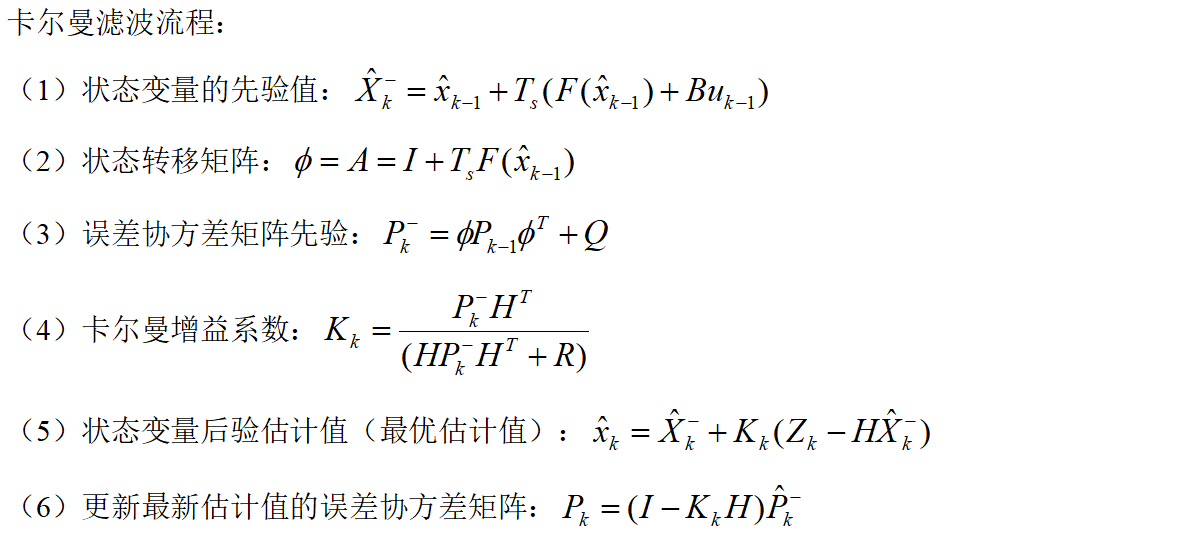 卡尔曼滤波流程：
（1）状态变量的先验值： $\hat{X}_k^- = \hat{x}_{k-1} + T_s(F(\hat{x}_{k-1}) + Bu_{k-1})$
（2）状态转移矩阵： $\phi = A = I + T_s F(\hat{x}_{k-1})$
（3）误差协方差矩阵先验： $P_k^- = \phi P_{k-1} \phi^T + Q$
（4）卡尔曼增益系数： $K_k = \frac{P_k^- H^T}{(HP_k^- H^T + R)}$
（5）状态变量后验估计值（最优估计值）： $\hat{x}_k = \hat{X}_k^- + K_k(Z_k - H\hat{X}_k^-)$
（6）更新最新估计值的误差协方差矩阵： $P_k = (I - K_k H)\hat{P}_k^-$